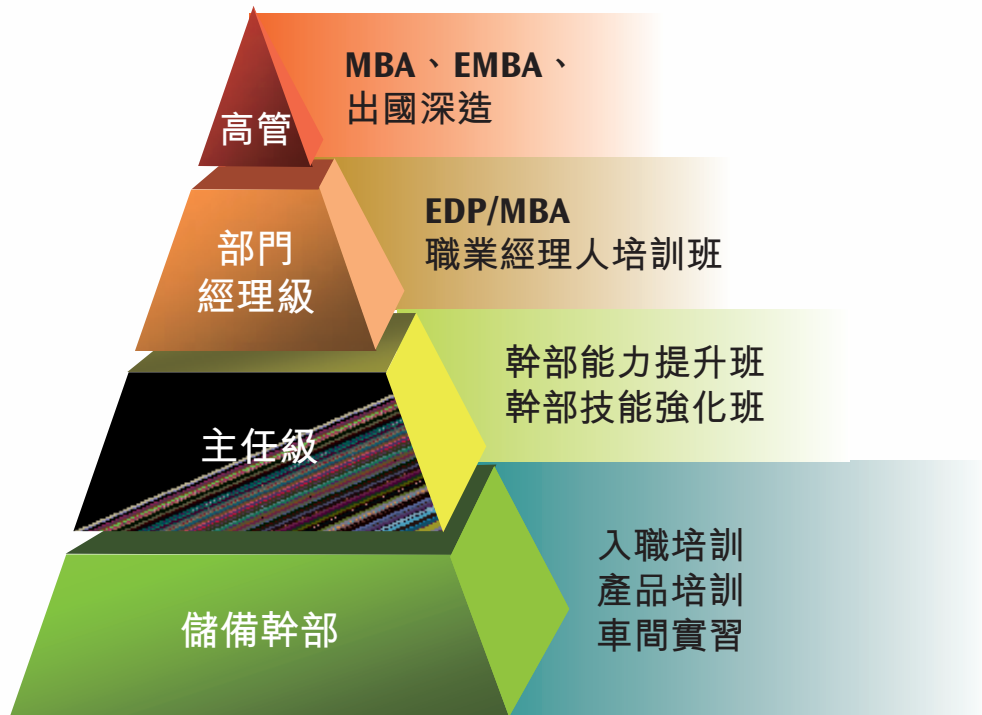 高管
MBA、EMBA、
出國深造
部門
經理級
EDP/MBA
職業經理人培訓班
主任級
幹部能力提升班
幹部技能強化班
儲備幹部
入職培訓
產品培訓
車間實習